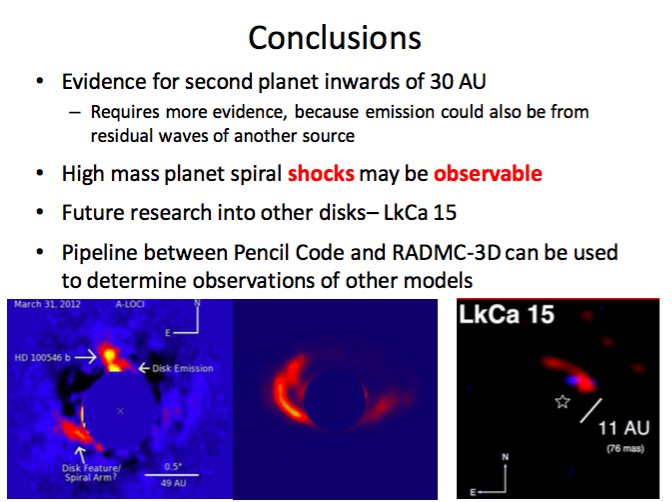 Conclusions
• Evidence for second planet inwards of 30 AU
– Requires more evidence, because emission could also be from
residual waves of another source
• High mass planet spiral shocks may be observable
• Future research into other disks– LkCa 15
• Pipeline between Pencil Code and RADMC-3D can be used
to determine observations of other models
March 31, 2012 A-LOCI N
E
HD 100546 b
Disk Emission
Disk Feature/
Spiral Arm?
0.5"
49 AU
LkCa 15
11 AU
(76 mas)
N
E